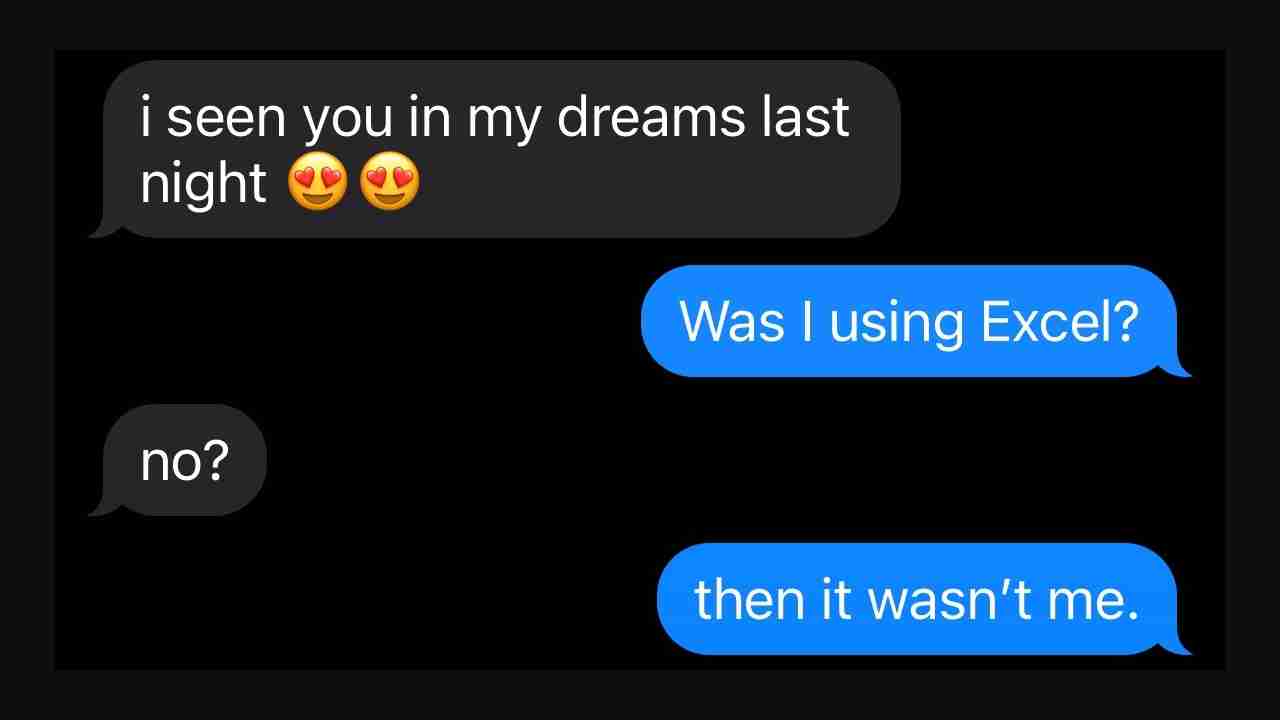 i seen you in my dreams last
night 😍😍
Was I using Excel?
no?
then it wasn’t me.